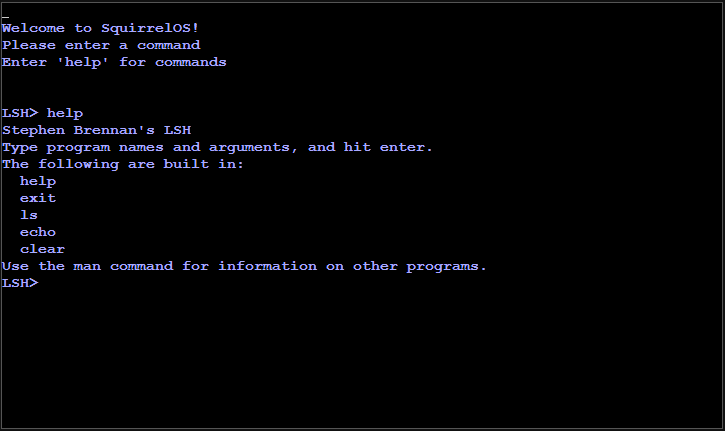 _
Welcome to SquirrelOS!
Please enter a command
Enter 'help' for commands
LSH> help
Stephen Brennan's LSH
Type program names and arguments, and hit enter.
The following are built in:
  help
  exit
  ls
  echo
  clear
Use the man command for information on other programs.
LSH>